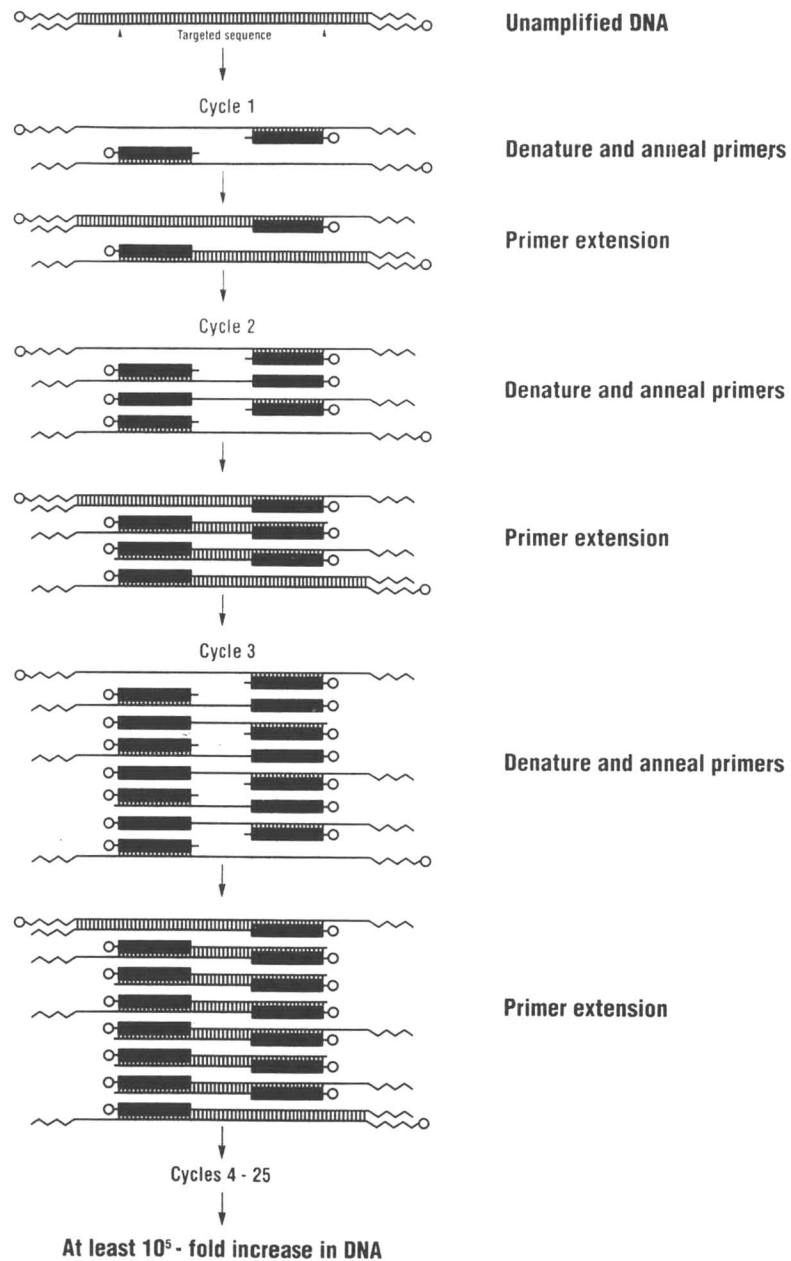 Unamplified DNA
Targeted sequence
Cycle 1
Denature and anneal primers
Primer extension
Cycle 2
Denature and anneal primers
Primer extension
Cycle 3
Denature and anneal primers
Primer extension
Cycles 4 - 25
At least 10⁵ - fold increase in DNA